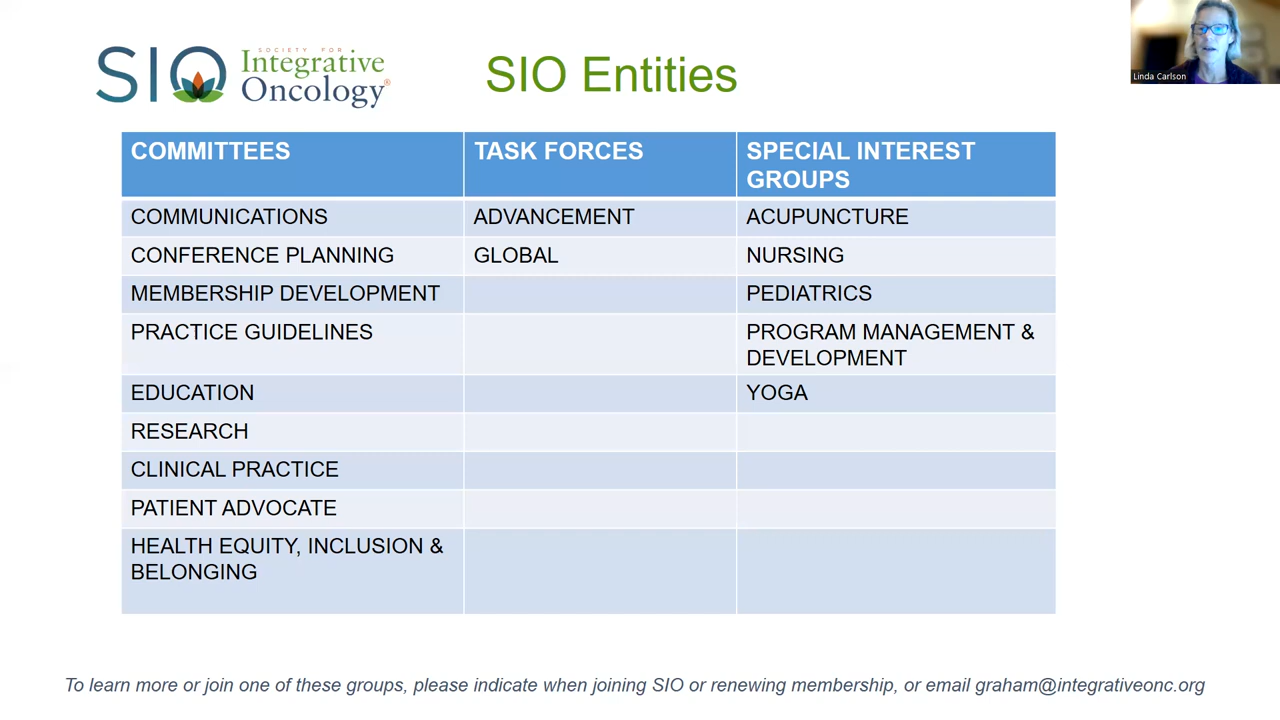 SIO
SOCIETY FOR
Integrative
Oncology®
SIO Entities
Linda Carlson
COMMITTEES
TASK FORCES
SPECIAL INTEREST
GROUPS
COMMUNICATIONS
ADVANCEMENT
ACUPUNCTURE
CONFERENCE PLANNING
GLOBAL
NURSING
MEMBERSHIP DEVELOPMENT
PEDIATRICS
PRACTICE GUIDELINES
PROGRAM MANAGEMENT &
DEVELOPMENT
EDUCATION
YOGA
RESEARCH
CLINICAL PRACTICE
PATIENT ADVOCATE
HEALTH EQUITY, INCLUSION &
BELONGING
To learn more or join one of these groups, please indicate when joining SIO or renewing membership, or email graham@integrativeonc.org